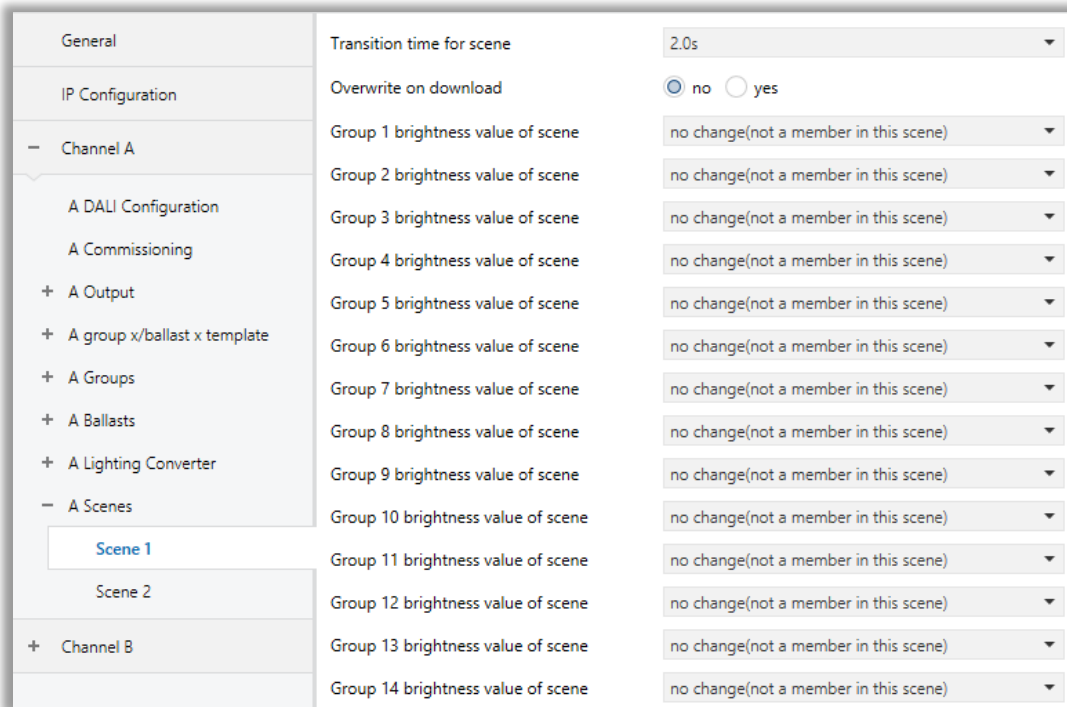 General
IP Configuration
Channel A
A DALI Configuration
A Commissioning
A Output
A group x/ballast x template
A Groups
A Ballasts
A Lighting Converter
A Scenes
Scene 1
Scene 2
Channel B
Transition time for scene 2.0s
Overwrite on download no yes
Group 1 brightness value of scene no change(not a member in this scene)
Group 2 brightness value of scene no change(not a member in this scene)
Group 3 brightness value of scene no change(not a member in this scene)
Group 4 brightness value of scene no change(not a member in this scene)
Group 5 brightness value of scene no change(not a member in this scene)
Group 6 brightness value of scene no change(not a member in this scene)
Group 7 brightness value of scene no change(not a member in this scene)
Group 8 brightness value of scene no change(not a member in this scene)
Group 9 brightness value of scene no change(not a member in this scene)
Group 10 brightness value of scene no change(not a member in this scene)
Group 11 brightness value of scene no change(not a member in this scene)
Group 12 brightness value of scene no change(not a member in this scene)
Group 13 brightness value of scene no change(not a member in this scene)
Group 14 brightness value of scene no change(not a member in this scene)